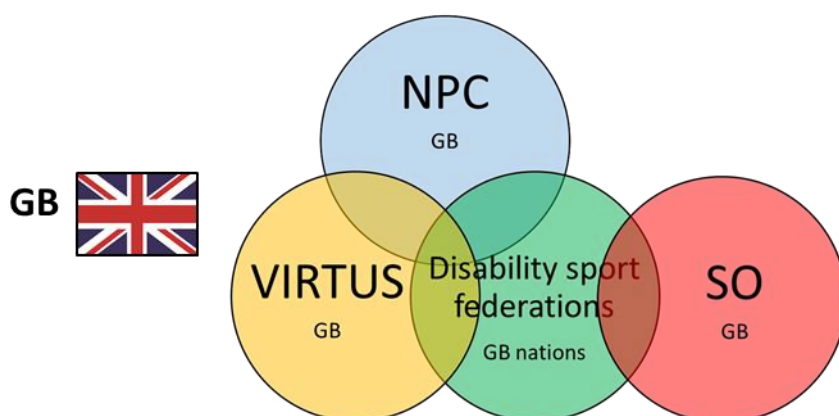 NPC
GB
GB
VIRTUS
GB
Disability sport
federations
GB nations
SO
GB